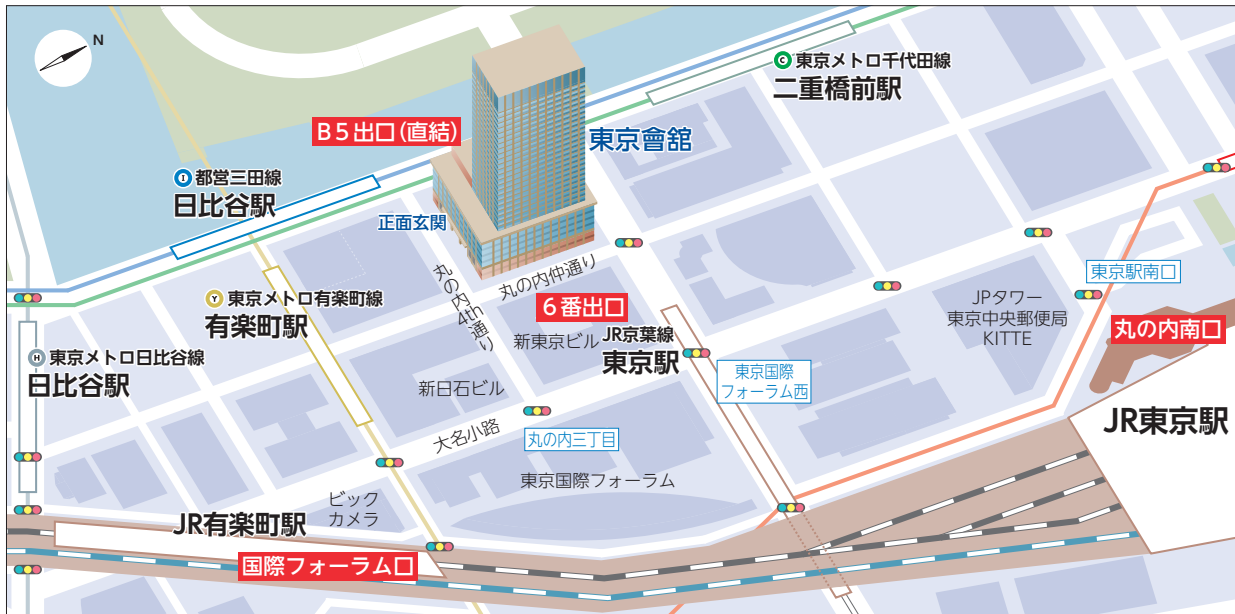 N
C 東京メトロ千代田線
二重橋前駅
B5出口(直結)
東京會舘
I 都営三田線
日比谷駅
正面玄関
丸の内仲通り
丸の内4th通り
Y 東京メトロ有楽町線
有楽町駅
6番出口
新東京ビル
JR京葉線
東京駅
東京駅南口
JPタワー
東京中央郵便局
KITTE
丸の内南口
H 東京メトロ日比谷線
日比谷駅
新日石ビル
東京国際
フォーラム西
大名小路
丸の内三丁目
JR東京駅
東京国際フォーラム
ビック
カメラ
JR有楽町駅
国際フォーラム口